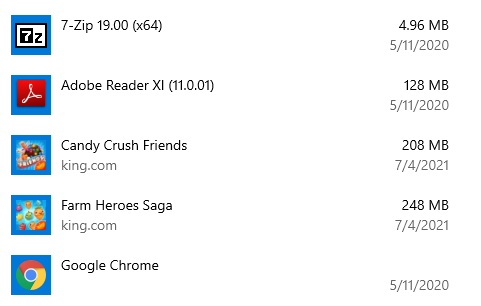 7-Zip 19.00 (x64) 4.96 MB
5/11/2020
Adobe Reader XI (11.0.01) 128 MB
5/11/2020
Candy Crush Friends 208 MB
king.com 7/4/2021
Farm Heroes Saga 248 MB
king.com 7/4/2021
Google Chrome
5/11/2020